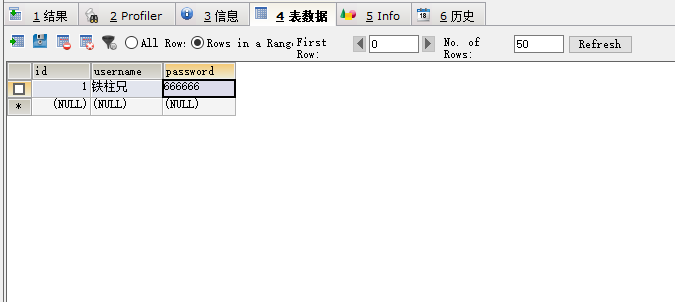 1 结果 2 Profiler 3 信息 4 表数据 5 Info 6 历史
All Row: Rows in a Rang. First Row: 0 No. of Rows: 50 Refresh
id username password
1 铁柱兄 666666
* (NULL) (NULL) (NULL)